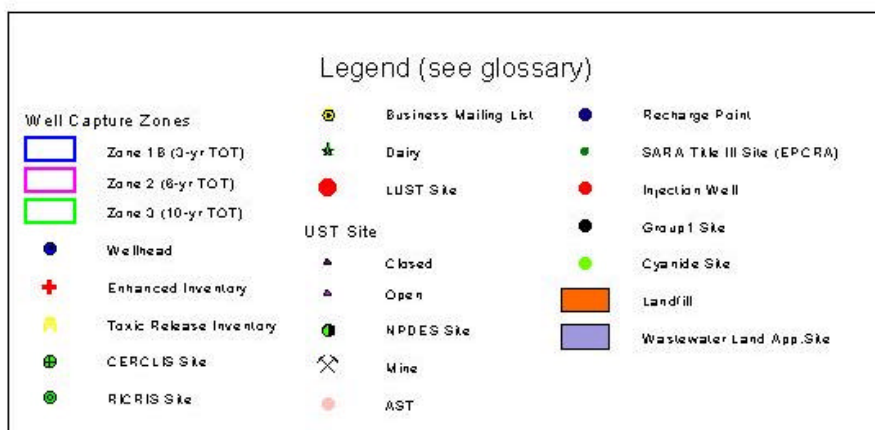 Legend (see glossary)
Well Capture Zones
Zone 1B (3-yr TOT)
Zone 2 (6-yr TOT)
Zone 3 (10-yr TOT)
Wellhead
Enhanced Inventory
Toxic Release Inventory
CERCLIS Site
RICRIS Site
Business Mailing List
Dairy
LUST Site
UST Site
Closed
Open
NPDES Site
Mine
AST
Recharge Point
SARA Title III Site (EPCRA)
Injection Well
Group1 Site
Cyanide Site
Landfill
Wastewater Land App.Site